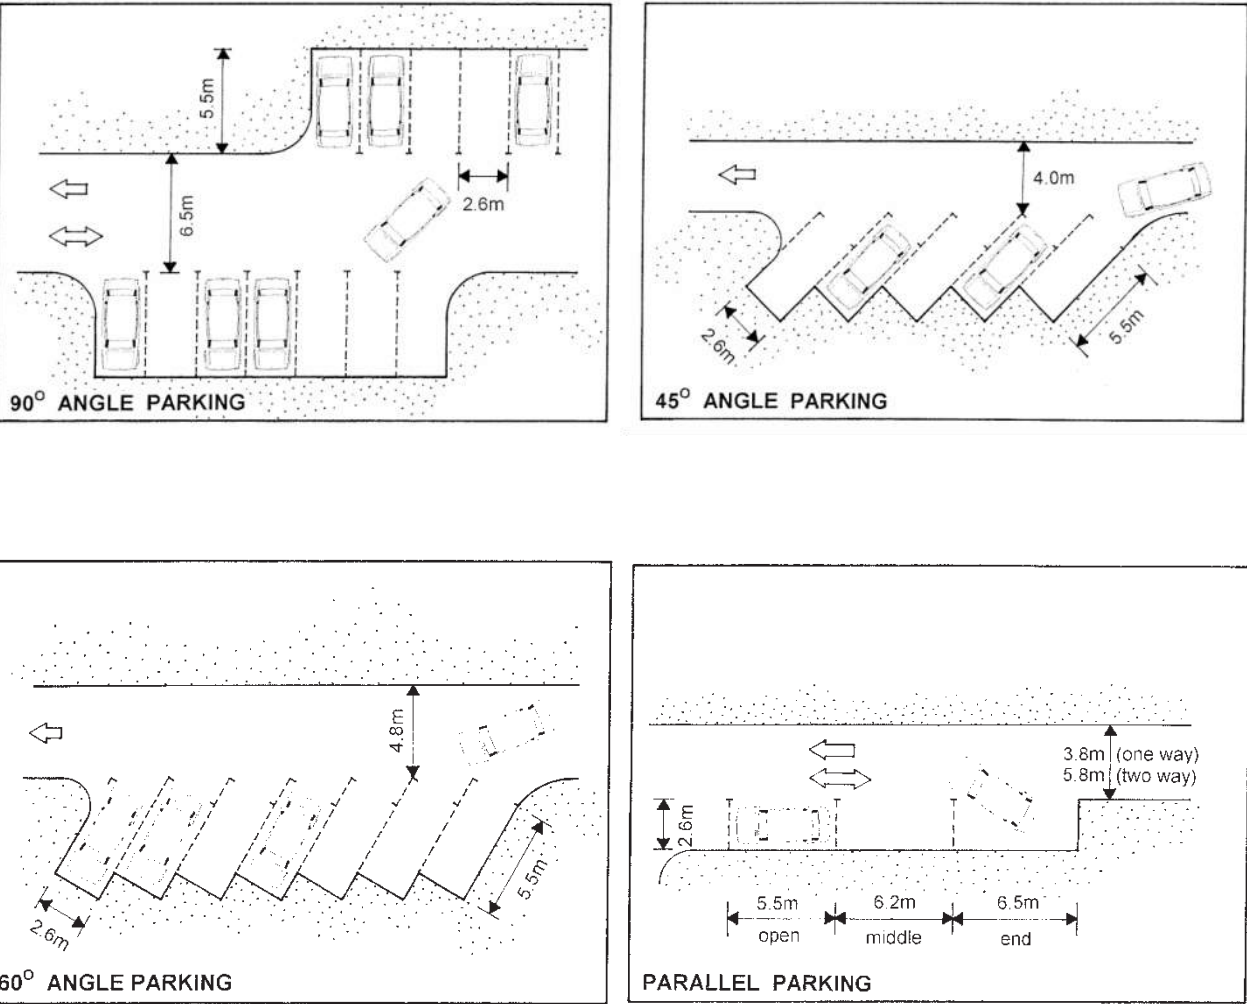 5.5m
6.5m
2.6m
90° ANGLE PARKING
4.0m
2.6m
5.5m
45° ANGLE PARKING
4.8m
2.6m
5.5m
60° ANGLE PARKING
3.8m (one way)
5.8m (two way)
2.6m
5.5m 6.2m 6.5m
open middle end
PARALLEL PARKING